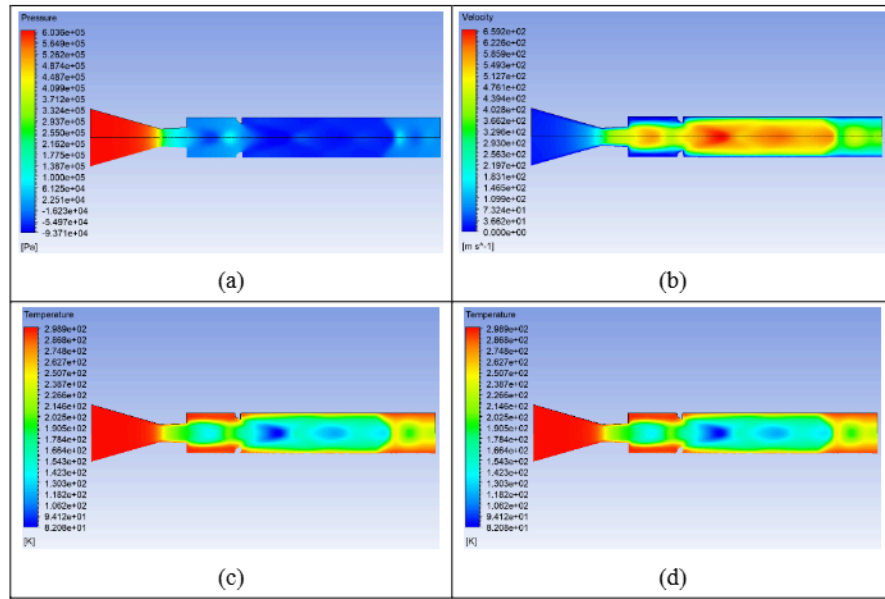 Pressure
6.036e+05
5.649e+05
5.262e+05
4.874e+05
4.487e+05
4.099e+05
3.712e+05
3.324e+05
2.937e+05
2.550e+05
2.162e+05
1.775e+05
1.387e+05
1.000e+05
6.125e+04
2.251e+04
-1.623e+04
-5.497e+04
-9.371e+04
[Pa]
(a)
Velocity
6.592e+02
6.226e+02
5.859e+02
5.493e+02
5.127e+02
4.761e+02
4.394e+02
4.028e+02
3.662e+02
3.296e+02
2.930e+02
2.563e+02
2.197e+02
1.831e+02
1.465e+02
1.099e+02
7.324e+01
3.662e+01
0.000e+00
[m s^-1]
(b)
Temperature
2.989e+02
2.868e+02
2.748e+02
2.627e+02
2.507e+02
2.387e+02
2.266e+02
2.146e+02
2.025e+02
1.905e+02
1.784e+02
1.664e+02
1.543e+02
1.423e+02
1.303e+02
1.182e+02
1.062e+02
9.412e+01
8.208e+01
[K]
(c)
Temperature
2.989e+02
2.868e+02
2.748e+02
2.627e+02
2.507e+02
2.387e+02
2.266e+02
2.146e+02
2.025e+02
1.905e+02
1.784e+02
1.664e+02
1.543e+02
1.423e+02
1.303e+02
1.182e+02
1.062e+02
9.412e+01
8.208e+01
[K]
(d)